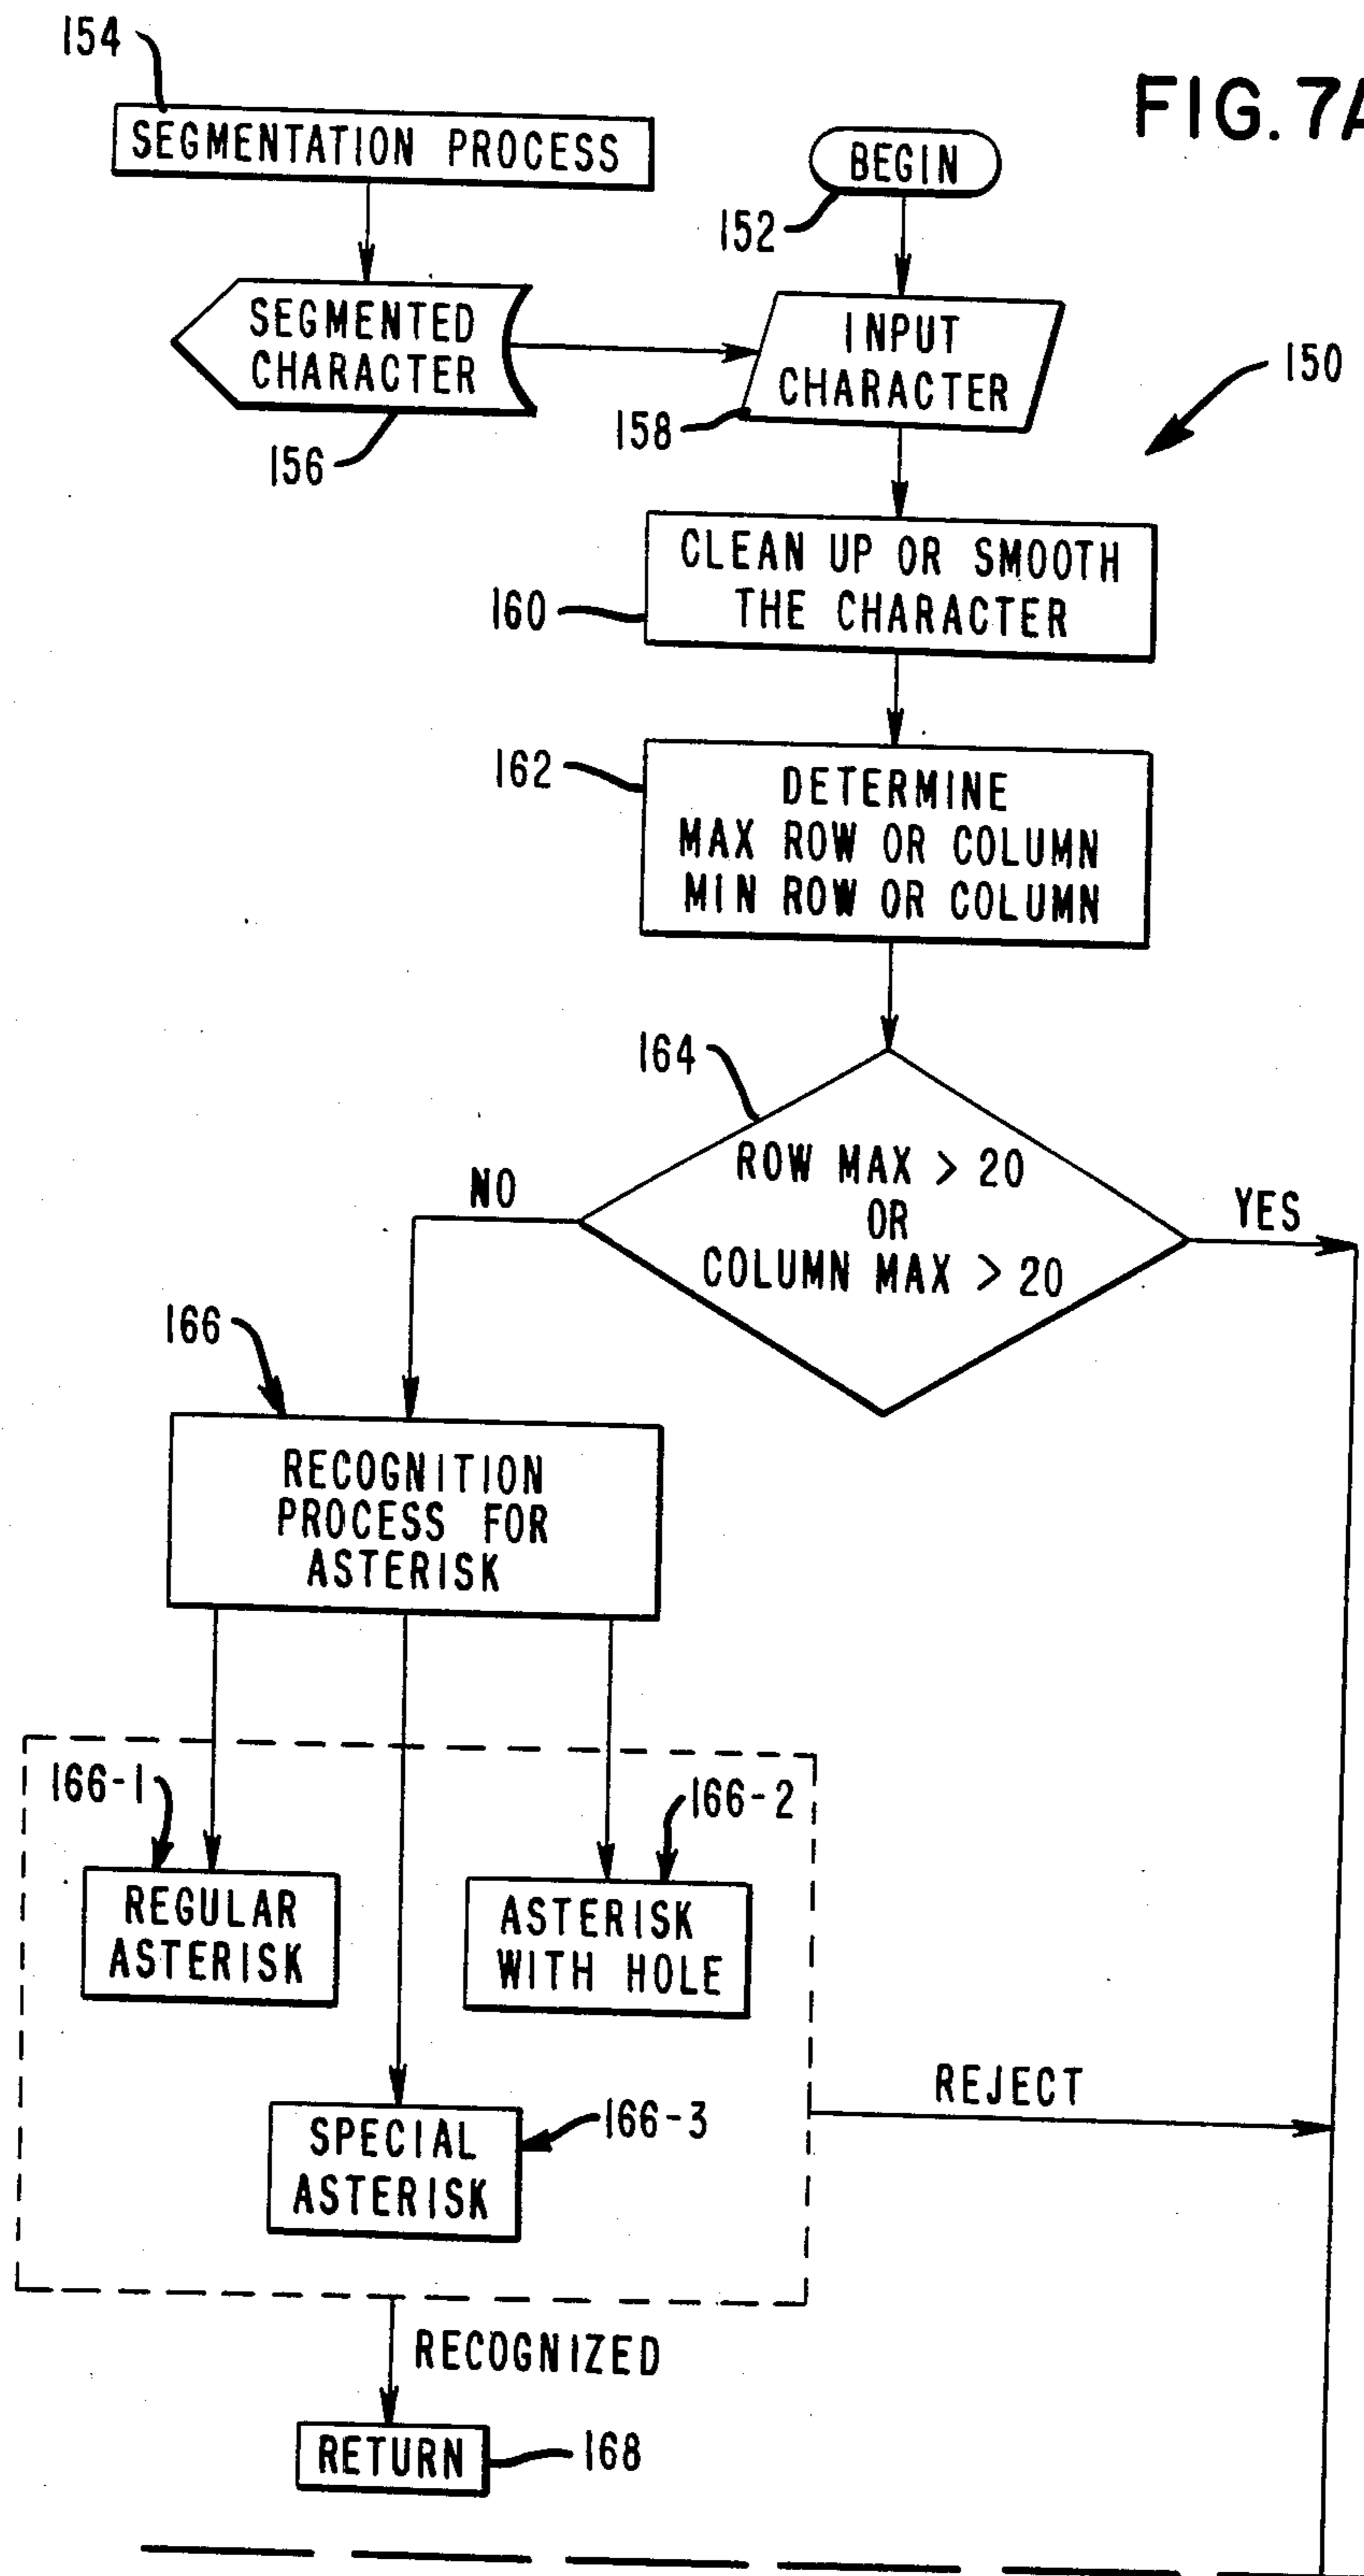 154
FIG. 7A
SEGMENTATION PROCESS
BEGIN
152
SEGMENTED
CHARACTER
INPUT
CHARACTER
150
158
156
CLEAN UP OR SMOOTH
THE CHARACTER
160
162
DETERMINE
MAX ROW OR COLUMN
MIN ROW OR COLUMN
164
ROW MAX > 20
OR
COLUMN MAX > 20
NO
YES
166
RECOGNITION
PROCESS FOR
ASTERISK
166-1
166-2
REGULAR
ASTERISK
ASTERISK
WITH HOLE
REJECT
166-3
SPECIAL
ASTERISK
RECOGNIZED
RETURN
168